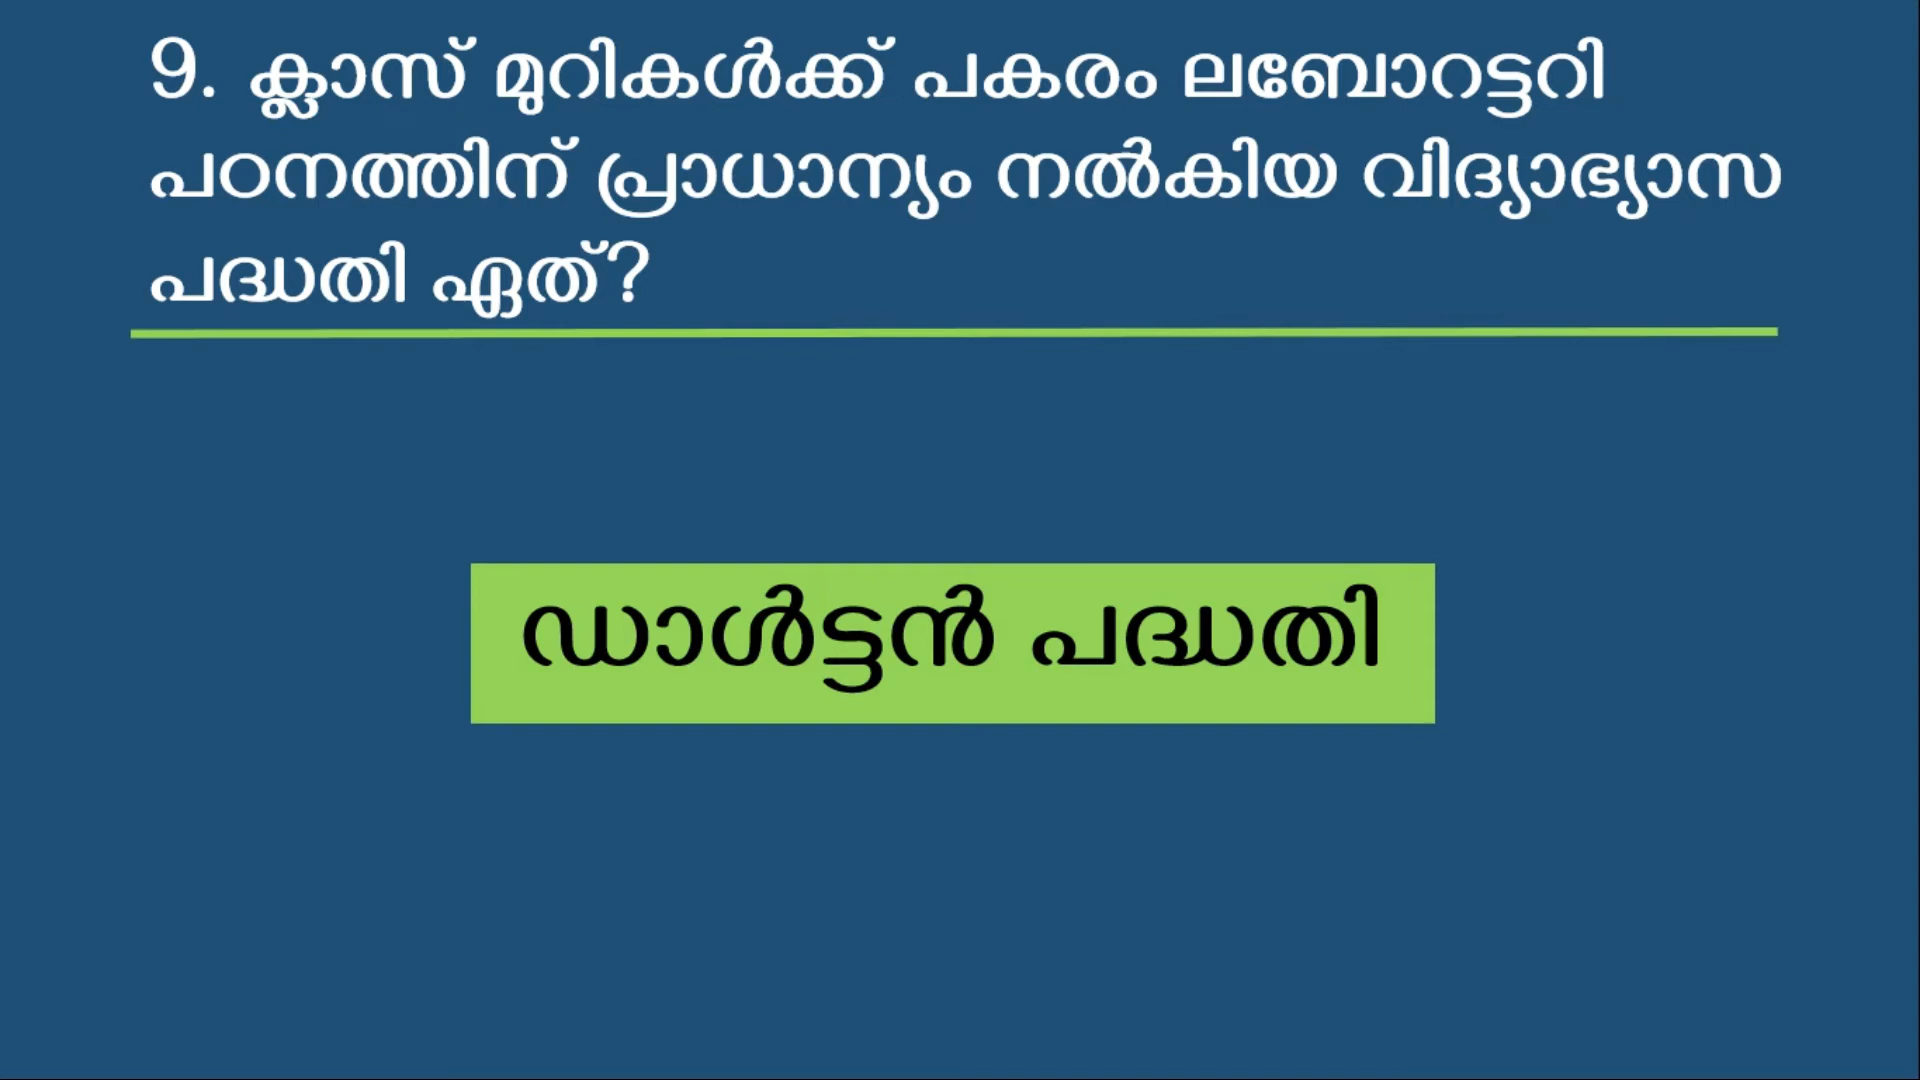 9. ക്ലാസ് മുറികൾക്ക് പകരം ലബോറട്ടറി
പഠനത്തിന് പ്രാധാന്യം നൽകിയ വിദ്യാഭ്യാസ
പദ്ധതി ഏത്?
ഡാൾട്ടൻ പദ്ധതി